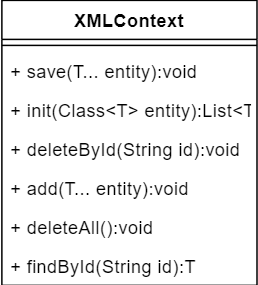 XMLContext
+ save(T... entity):void
+ init(Class<T> entity):List<T
+ deleteById(String id):void
+ add(T... entity):void
+ deleteAll():void
+ findById(String id):T